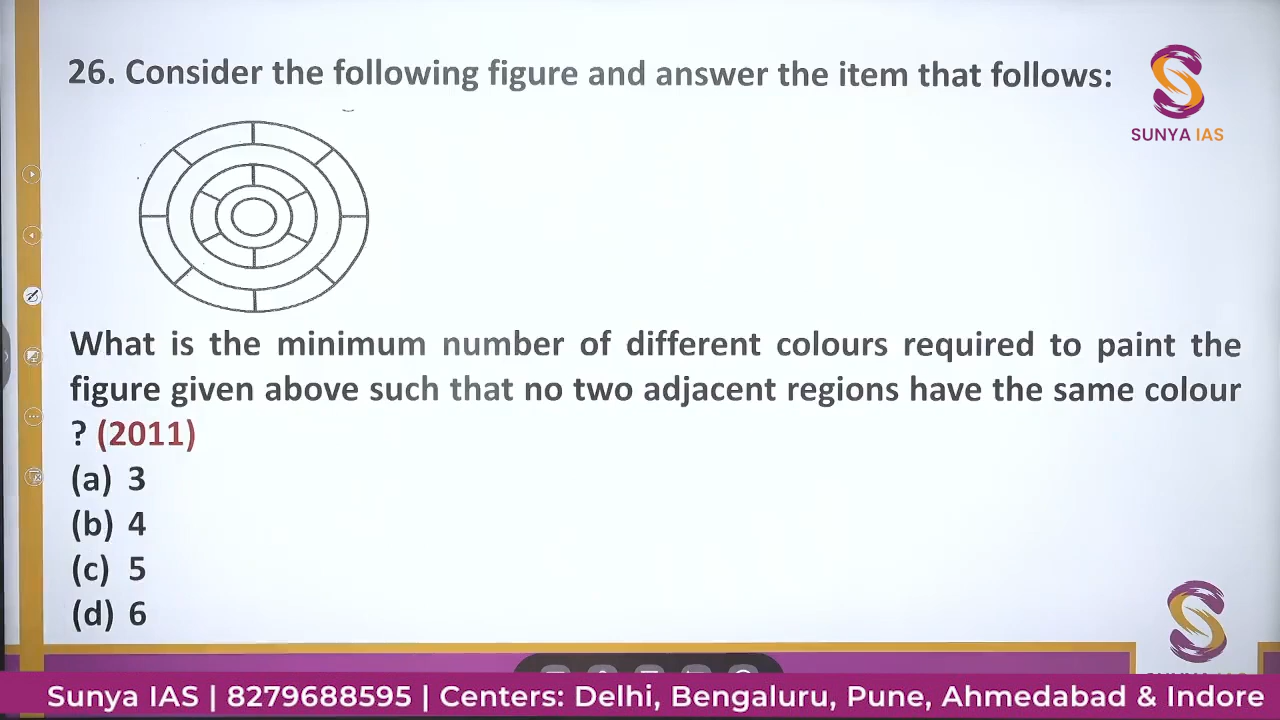 26. Consider the following figure and answer the item that follows:
SUNYA IAS
What is the minimum number of different colours required to paint the
figure given above such that no two adjacent regions have the same colour
? (2011)
(a) 3
(b) 4
(c) 5
(d) 6
Sunya IAS | 8279688595 | Centers: Delhi, Bengaluru, Pune, Ahmedabad & Indore